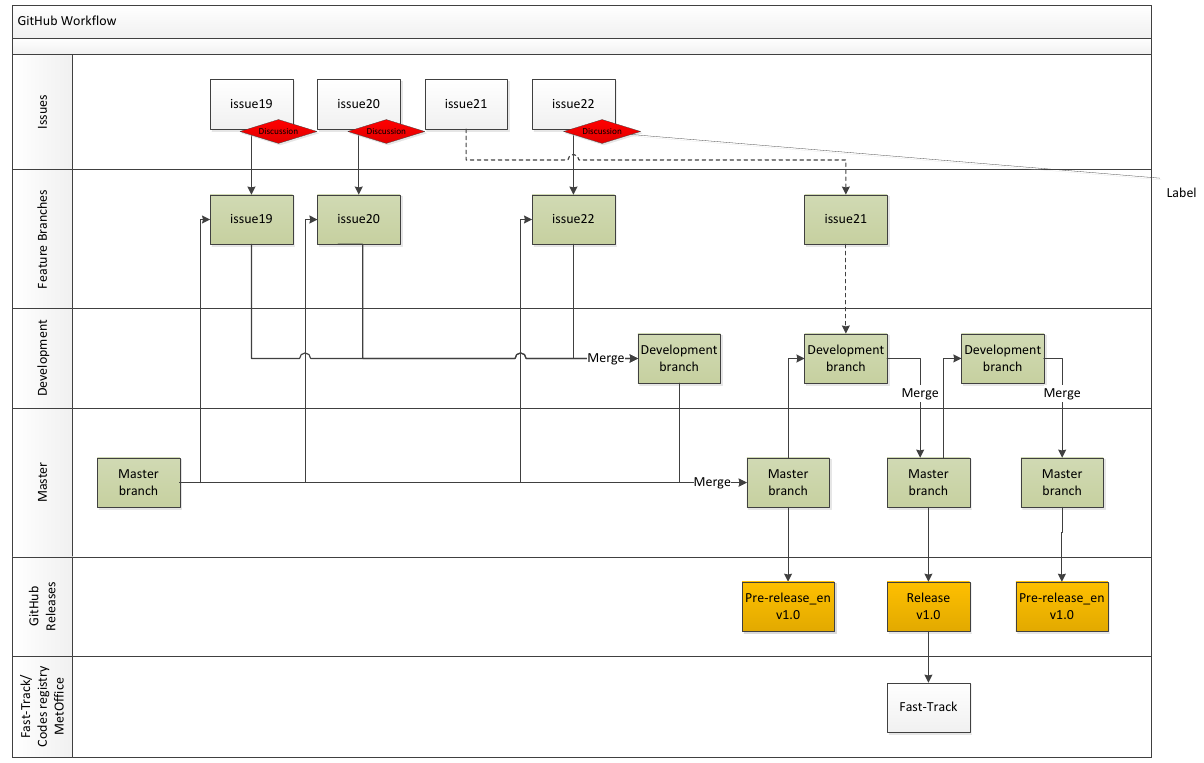 GitHub Workflow
Issues
issue19
issue20
issue21
issue22
Discussion
Discussion
Discussion
Label
Feature Branches
issue19
issue20
issue22
issue21
Development
Merge
Development
branch
Development
branch
Development
branch
Merge
Merge
Master
Master
branch
Merge
Master
branch
Master
branch
Master
branch
GitHub
Releases
Pre-release_en
v1.0
Release
v1.0
Pre-release_en
v1.0
Fast-Track/
Codes registry
MetOffice
Fast-Track